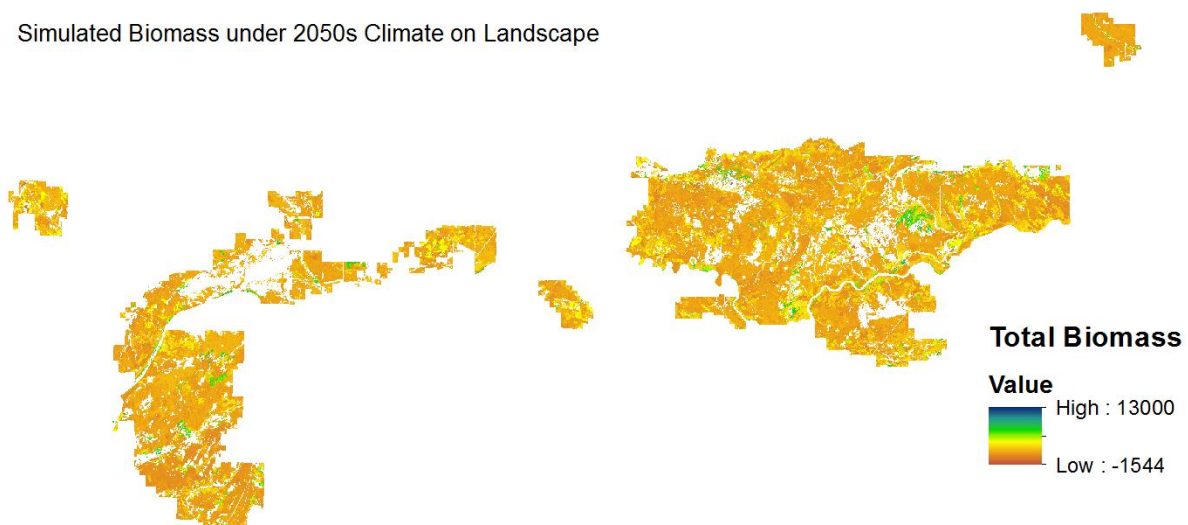 Simulated Biomass under 2050s Climate on Landscape
Total Biomass
Value
High : 13000
Low : -1544